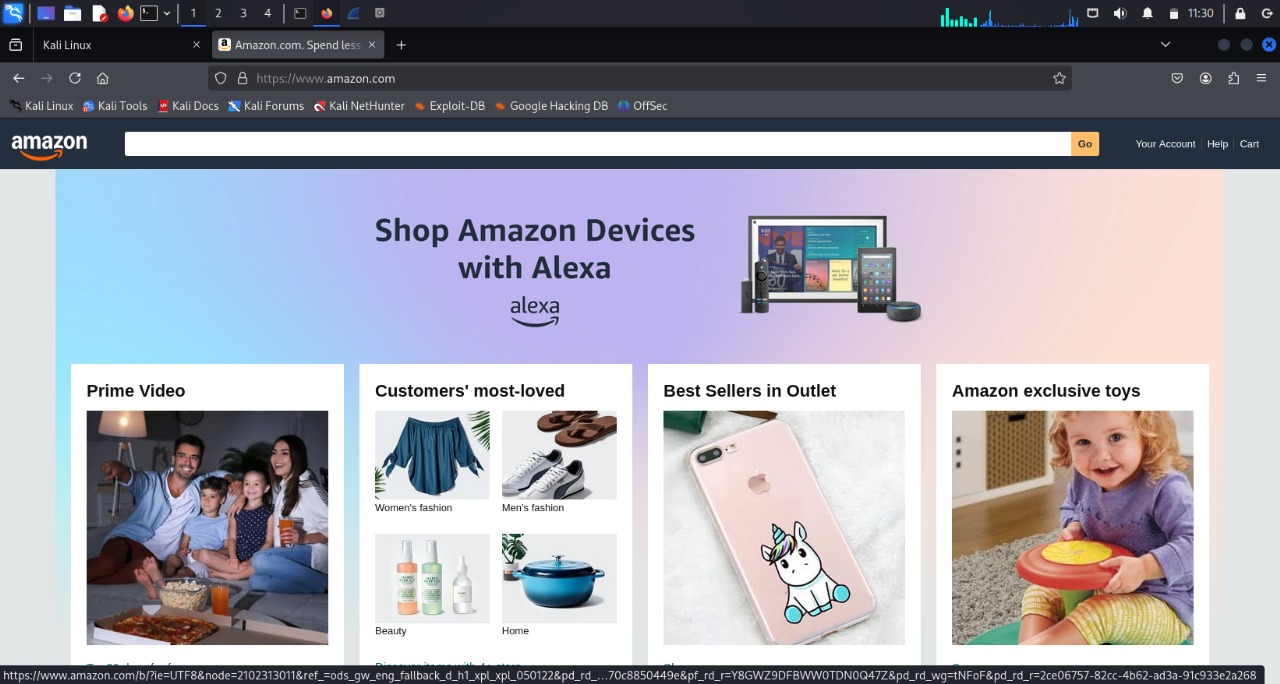 1 2 3 4
11:30
Kali Linux
Amazon.com. Spend less
https://www.amazon.com
Kali Linux Kali Tools Kali Docs Kali Forums Kali NetHunter Exploit-DB Google Hacking DB OffSec
amazon
Go
Your Account Help Cart
Shop Amazon Devices
with Alexa
alexa
Prime Video
Customers' most-loved
Best Sellers in Outlet
Amazon exclusive toys
Women's fashion
Men's fashion
Beauty
Home
https://www.amazon.com/b/?ie=UTF8&node=2102313011&ref_=ods_gw_eng_fallback_d_h1_xpl_xpl_050122&pd_rd_…70c8850449e&pf_rd_r=Y8GWZ9DFBWW0TDN0Q47Z&pd_rd_wg=tNFoF&pd_rd_r=2ce06757-82cc-4b62-ad3a-91c933e2a268